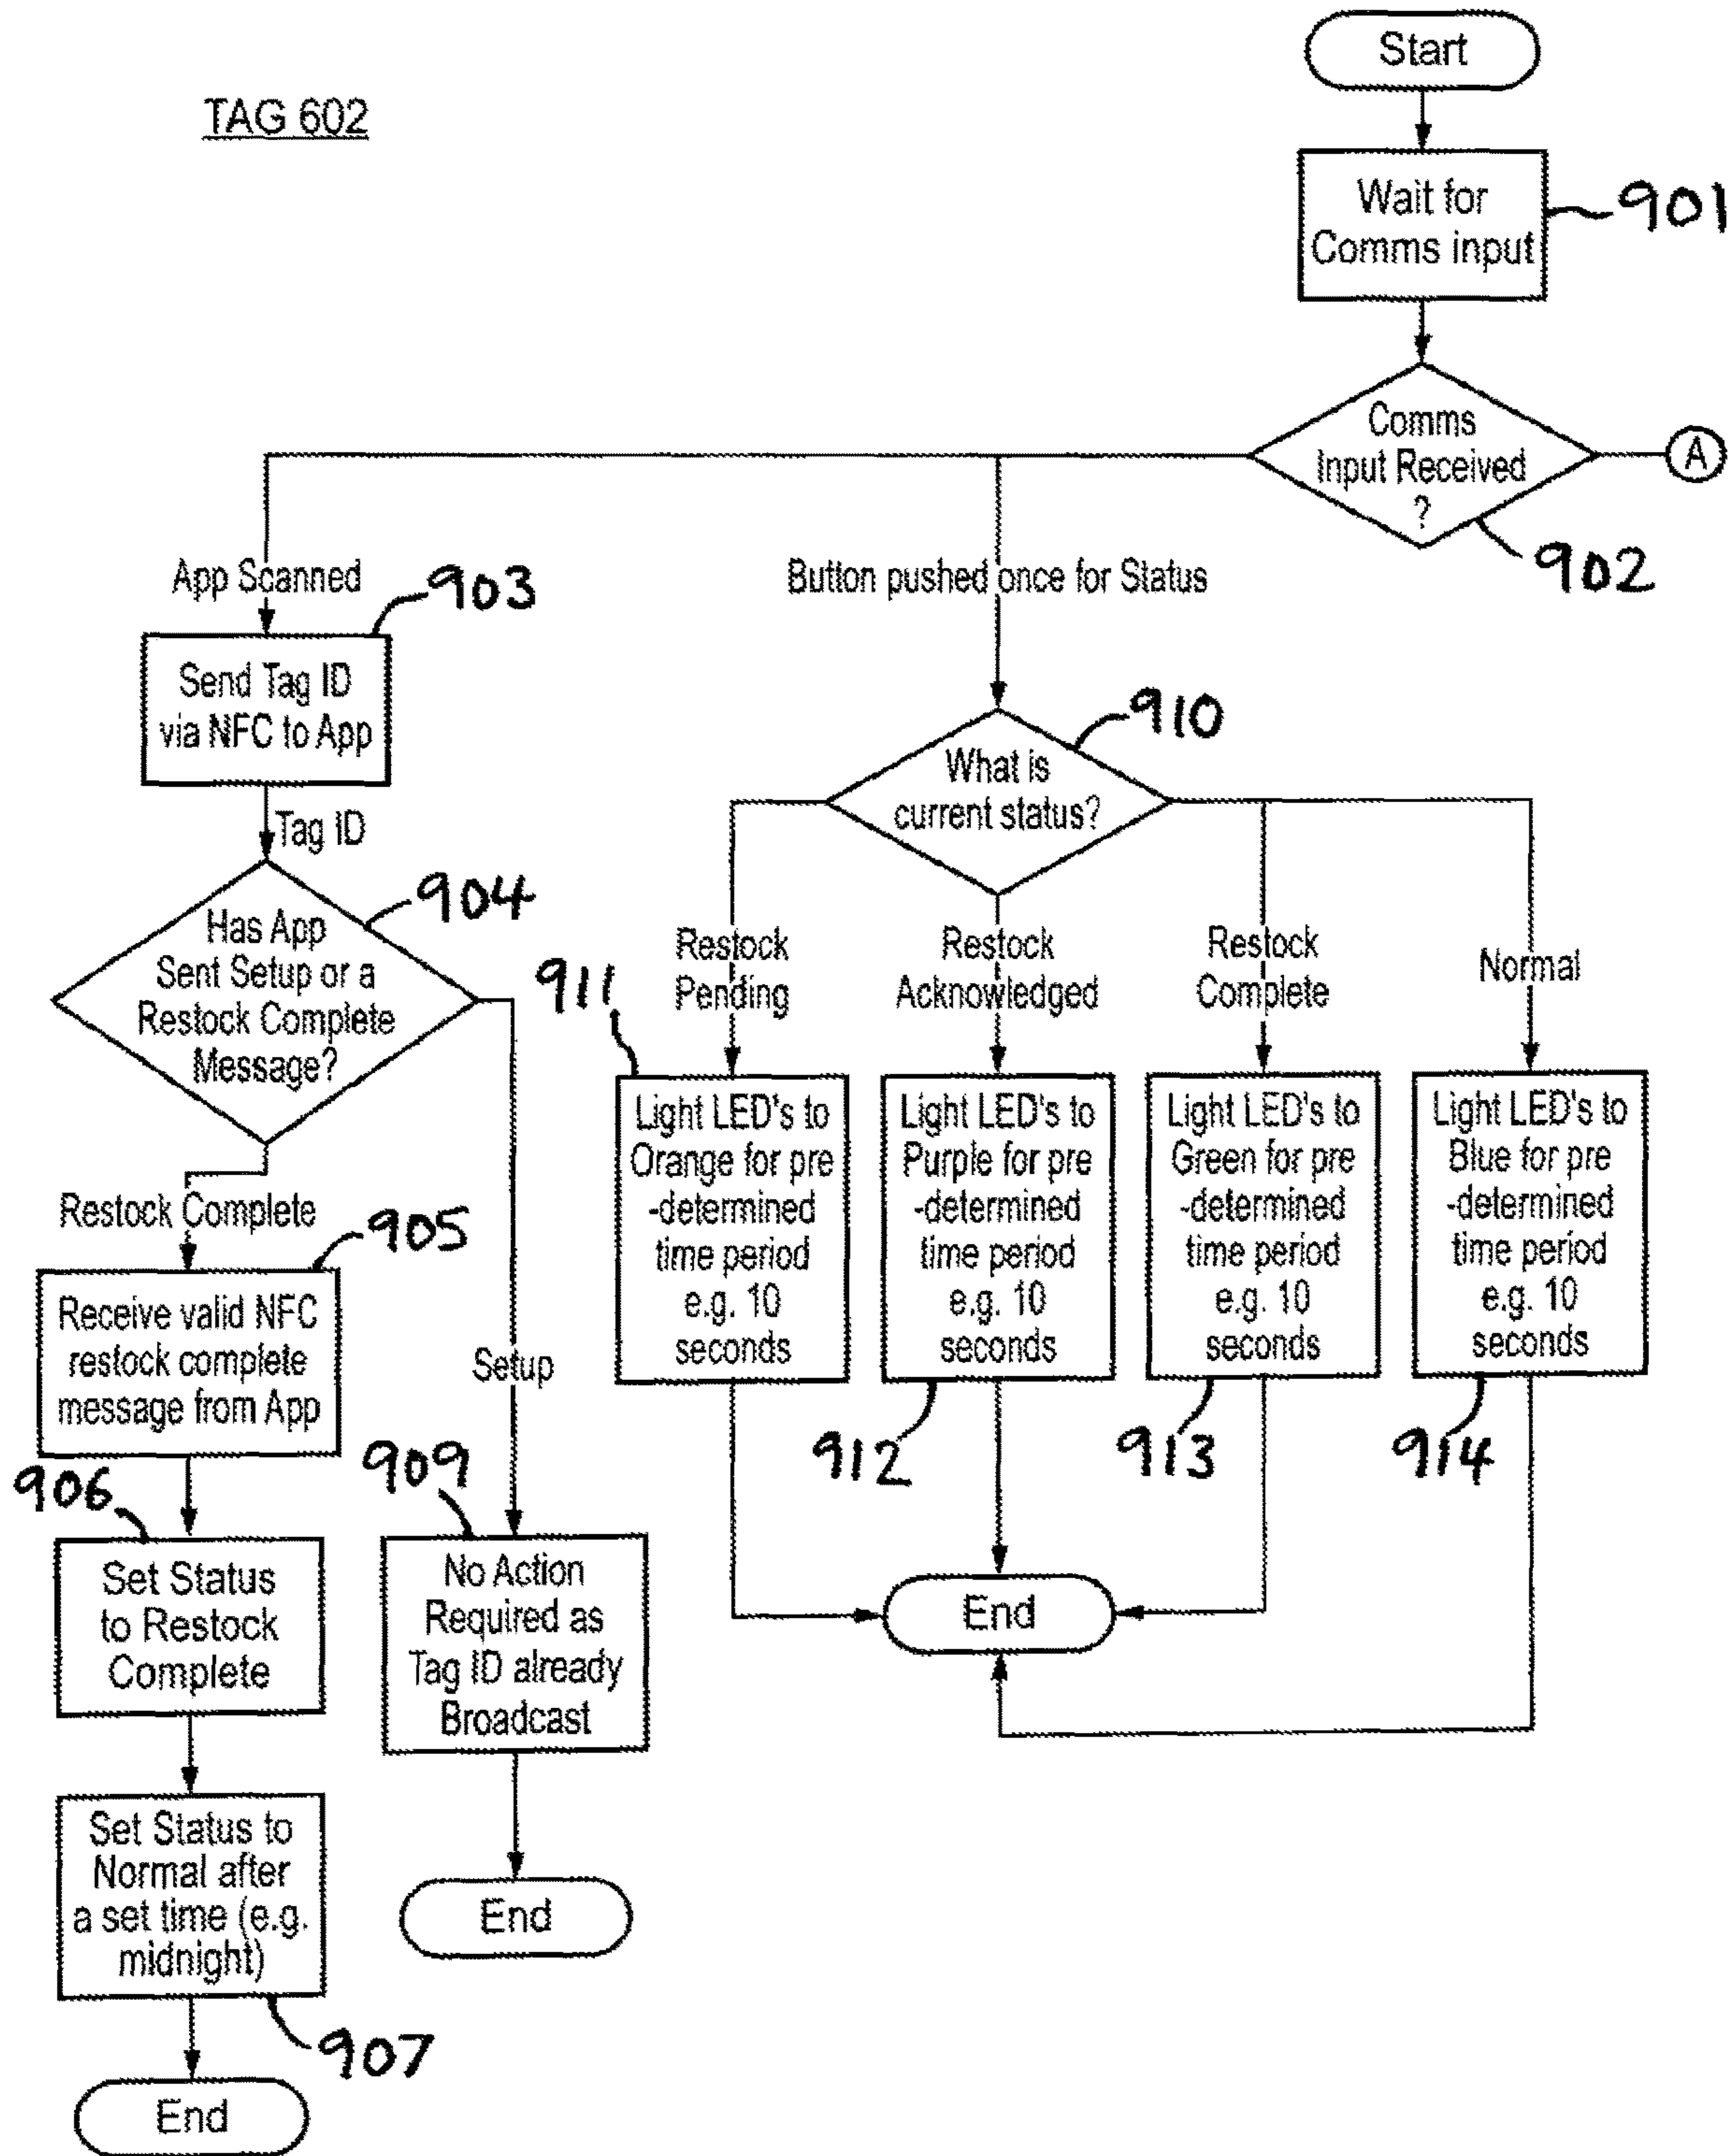 TAG 602
Start
Wait for
Comms input
901
Comms
Input Received
?
902
A
App Scanned
903
Send Tag ID
via NFC to App
Tag ID
904
Has App
Sent Setup or a
Restock Complete
Message?
Restock Complete
905
Receive valid NFC
restock complete
message from App
906
Set Status
to Restock
Complete
Set Status to
Normal after
a set time (e.g.
midnight)
907
End
Setup
909
No Action
Required as
Tag ID already
Broadcast
End
Button pushed once for Status
910
What is
current status?
Restock
Pending
911
Light LED's to
Orange for pre
-determined
time period
e.g. 10
seconds
Restock
Acknowledged
Light LED's to
Purple for pre
-determined
time period
e.g. 10
seconds
912
Restock
Complete
Light LED's to
Green for pre
-determined
time period
e.g. 10
seconds
913
Normal
Light LED's to
Blue for pre
-determined
time period
e.g. 10
seconds
914
End